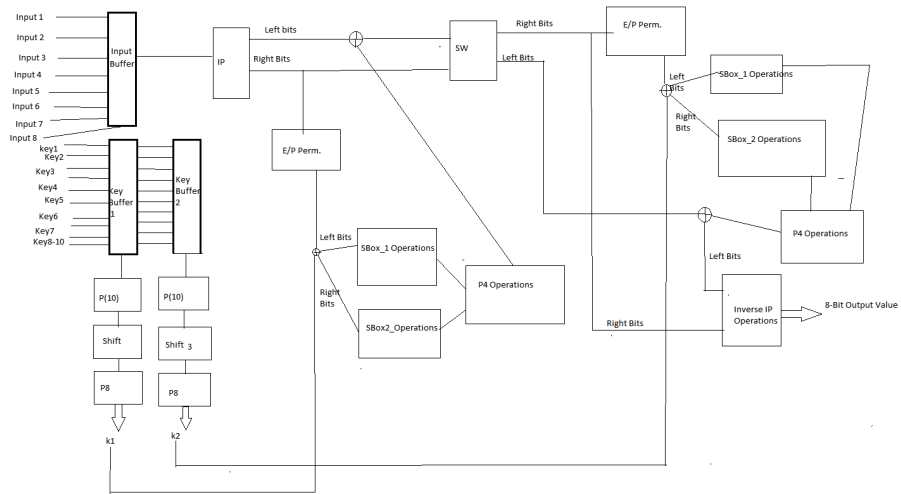 Input 1
Input 2
Input 3
Input 4
Input 5
Input 6
Input 7
Input 8
Input
Buffer
key1
Key2
Key3
Key4
Key5
Key6
Key7
Key8-10
Key
Buffer
1
Key
Buffer
2
P(10)
P(10)
Shift
Shift 3
P8
P8
k1
k2
IP
Left bits
Right Bits
E/P Perm.
Left Bits
Right
Bits
SBox_1 Operations
SBox2_Operations
P4 Operations
SW
Right Bits
Left Bits
E/P Perm.
Left
Bits
Right
Bits
SBox_1 Operations
SBox_2 Operations
P4 Operations
Left Bits
Right Bits
Inverse IP
Operations
8-Bit Output Value